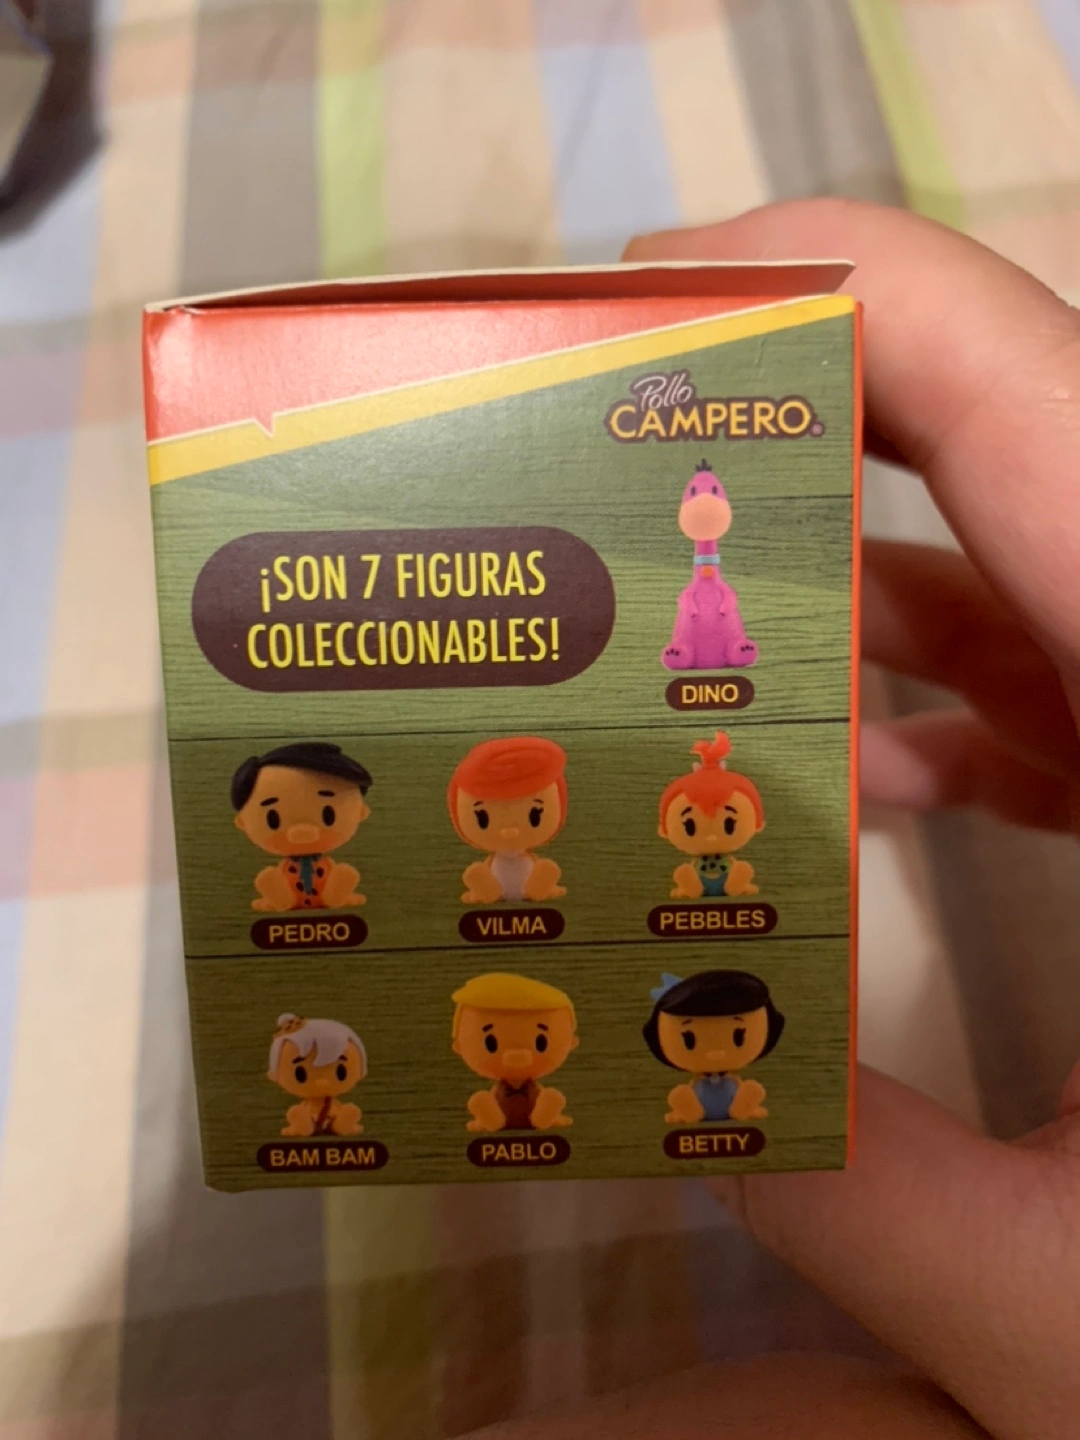 Pollo
CAMPERO®
¡SON 7 FIGURAS
COLECCIONABLES!
DINO
PEDRO
VILMA
PEBBLES
BAM BAM
PABLO
BETTY